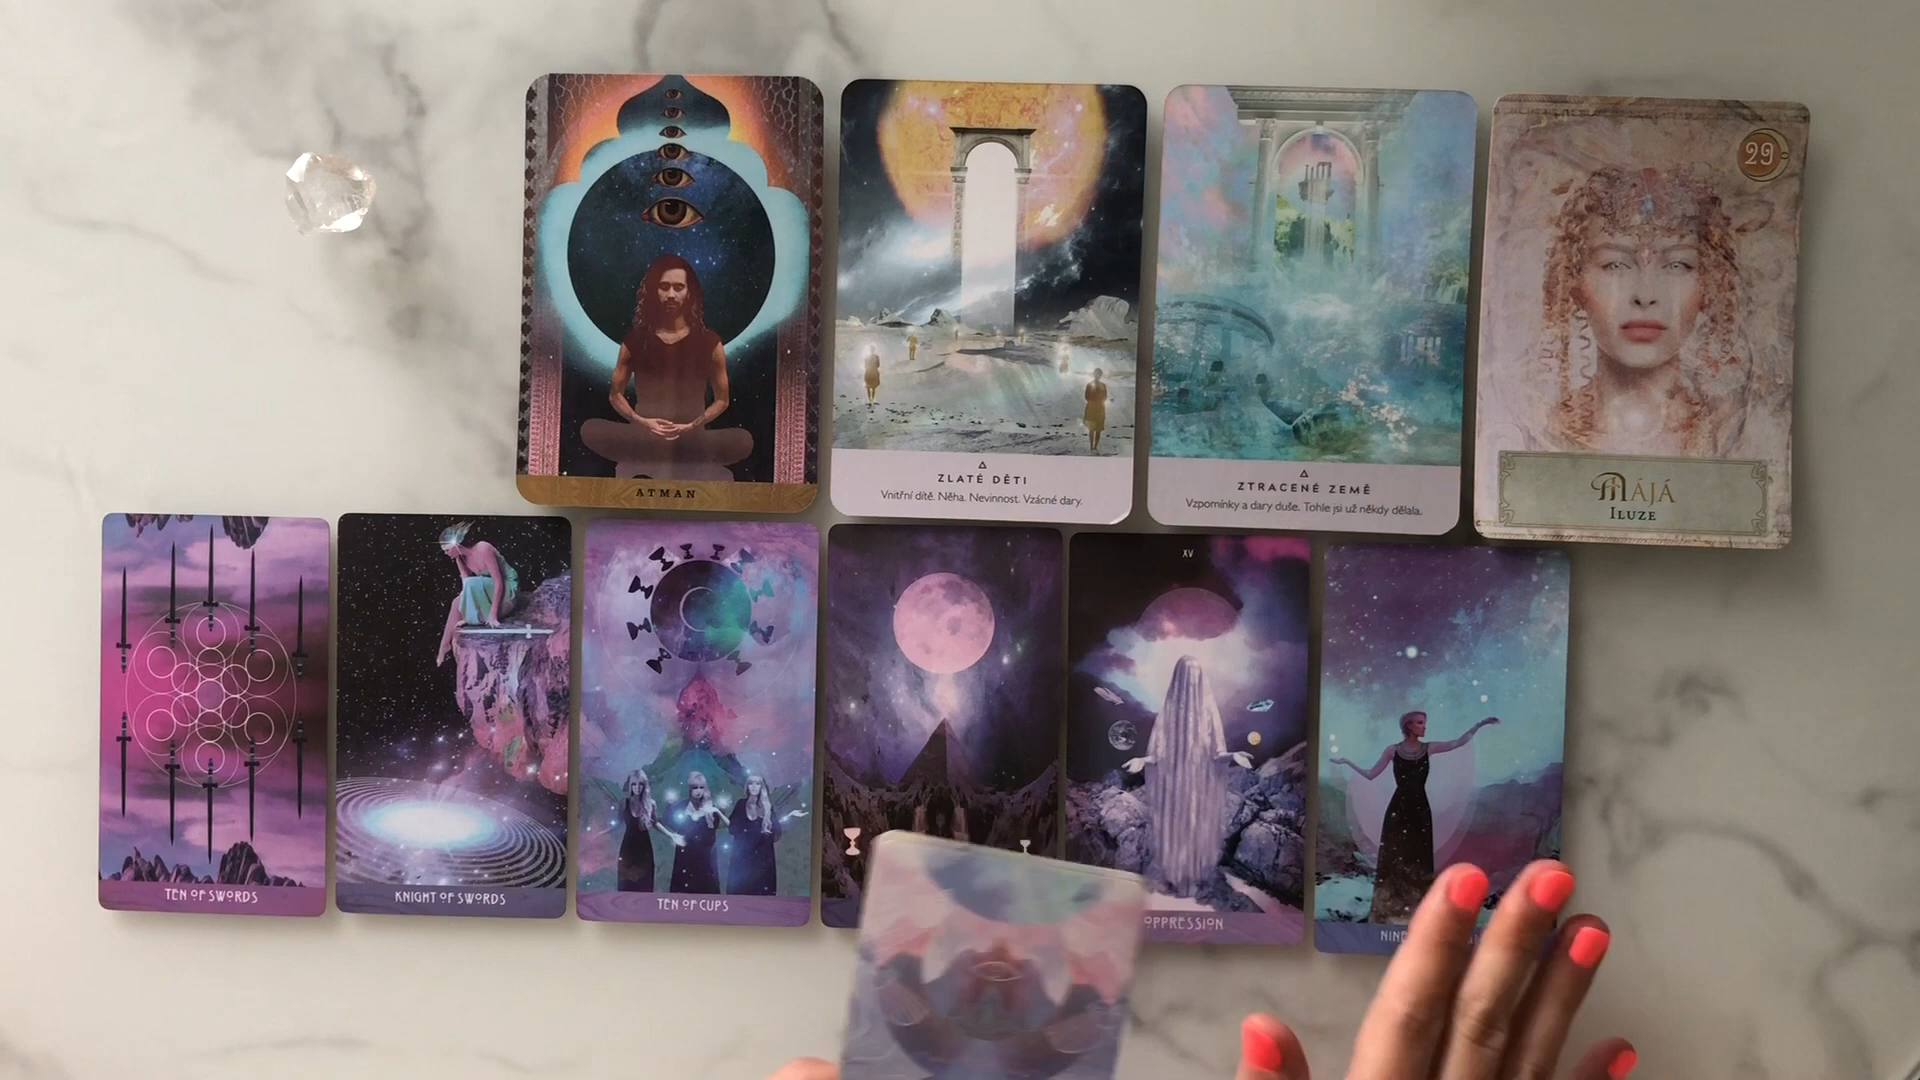 ATMAN
ZLATÉ DĚTI
Vnitřní dítě. Něha. Nevinnost. Vzácné dary.
ZTRACENÉ ZEMĚ
Vzpomínky a dary duše. Tohle jsi už někdy dělala.
29
MÁJÁ
ILUZE
TEN OF SWORDS
KNIGHT OF SWORDS
TEN OF CUPS
XV
OPPRESSION